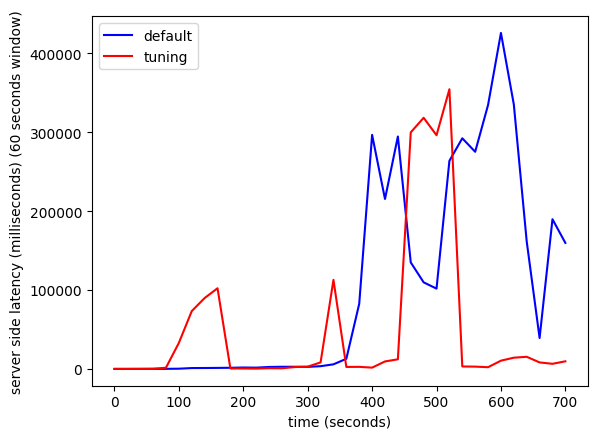 default
tuning
server side latency (milliseconds) (60 seconds window)
400000
300000
200000
100000
0
0 100 200 300 400 500 600 700
time (seconds)